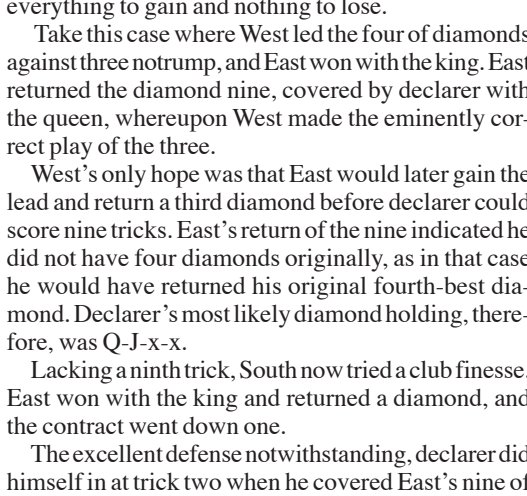 everything to gain and nothing to lose.
Take this case where West led the four of diamonds
against three notrump, and East won with the king. East
returned the diamond nine, covered by declarer with
the queen, whereupon West made the eminently cor-
rect play of the three.
West's only hope was that East would later gain the
lead and return a third diamond before declarer could
score nine tricks. East's return of the nine indicated he
did not have four diamonds originally, as in that case
he would have returned his original fourth-best dia-
mond. Declarer's most likely diamond holding, there-
fore, was Q-J-x-x.
Lacking a ninth trick, South now tried a club finesse.
East won with the king and returned a diamond, and
the contract went down one.
The excellent defense notwithstanding, declarer did
himself in at trick two when he covered East's nine of